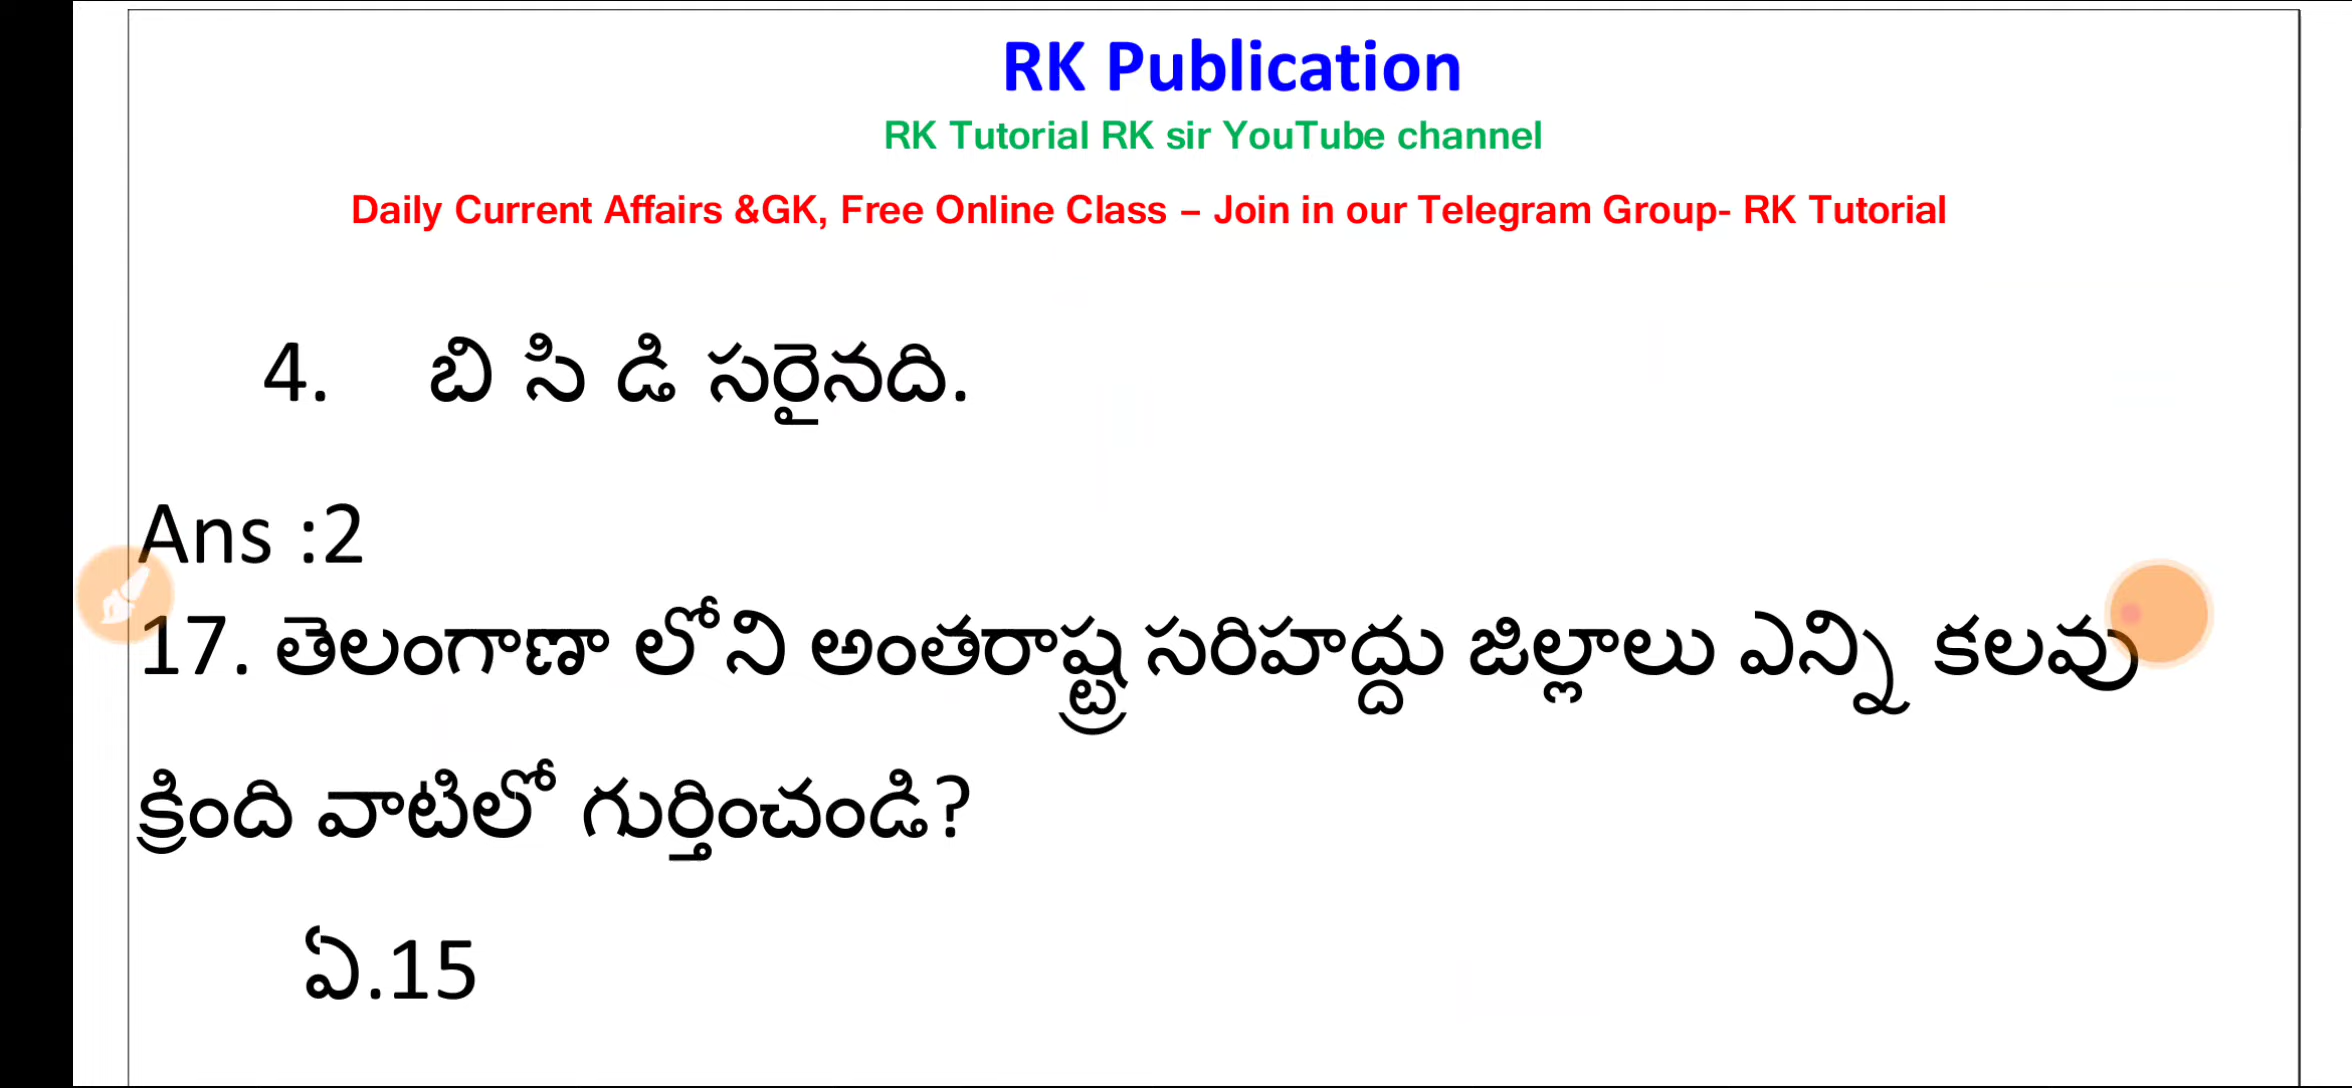 RK Publication
RK Tutorial RK sir YouTube channel
Daily Current Affairs &GK, Free Online Class – Join in our Telegram Group- RK Tutorial
4. బి సి డి సరైనది.
Ans :2
17. తెలంగాణా లోని అంతరాష్ట్ర సరిహద్దు జిల్లాలు ఎన్ని కలవు
క్రింది వాటిలో గుర్తించండి?
ఏ.15